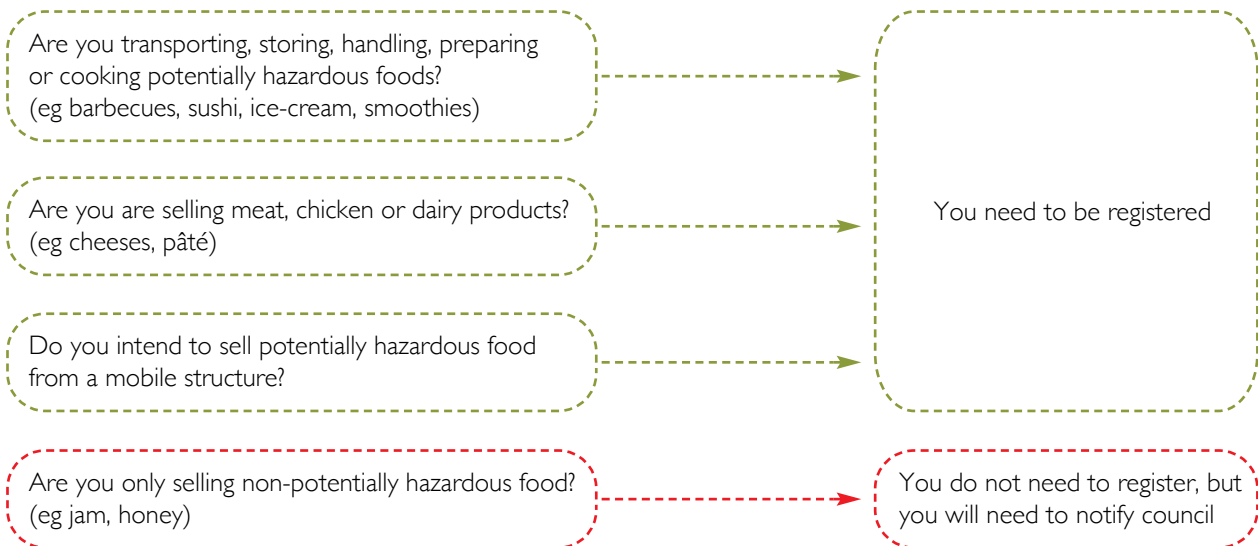 Are you transporting, storing, handling, preparing
or cooking potentially hazardous foods?
(eg barbecues, sushi, ice-cream, smoothies)
Are you are selling meat, chicken or dairy products?
(eg cheeses, pâté)
You need to be registered
Do you intend to sell potentially hazardous food
from a mobile structure?
Are you only selling non-potentially hazardous food?
(eg jam, honey)
You do not need to register, but
you will need to notify council